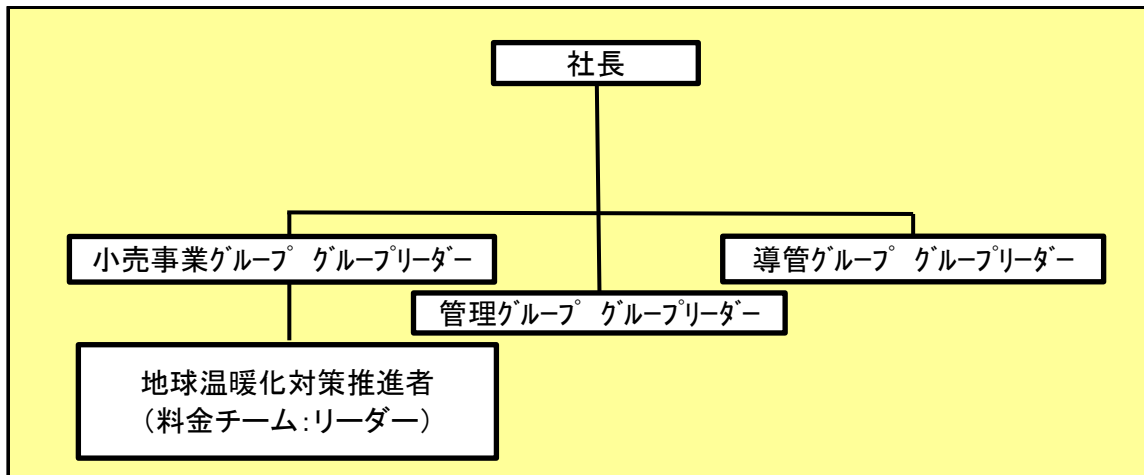 社長
小売事業ｸﾞﾙｰﾌﾟ　ｸﾞﾙｰﾌﾟﾘｰﾀﾞｰ
導管ｸﾞﾙｰﾌﾟ　ｸﾞﾙｰﾌﾟﾘｰﾀﾞｰ
管理ｸﾞﾙｰﾌﾟ　ｸﾞﾙｰﾌﾟﾘｰﾀﾞｰ
地球温暖化対策推進者
（料金チーム：リーダー）